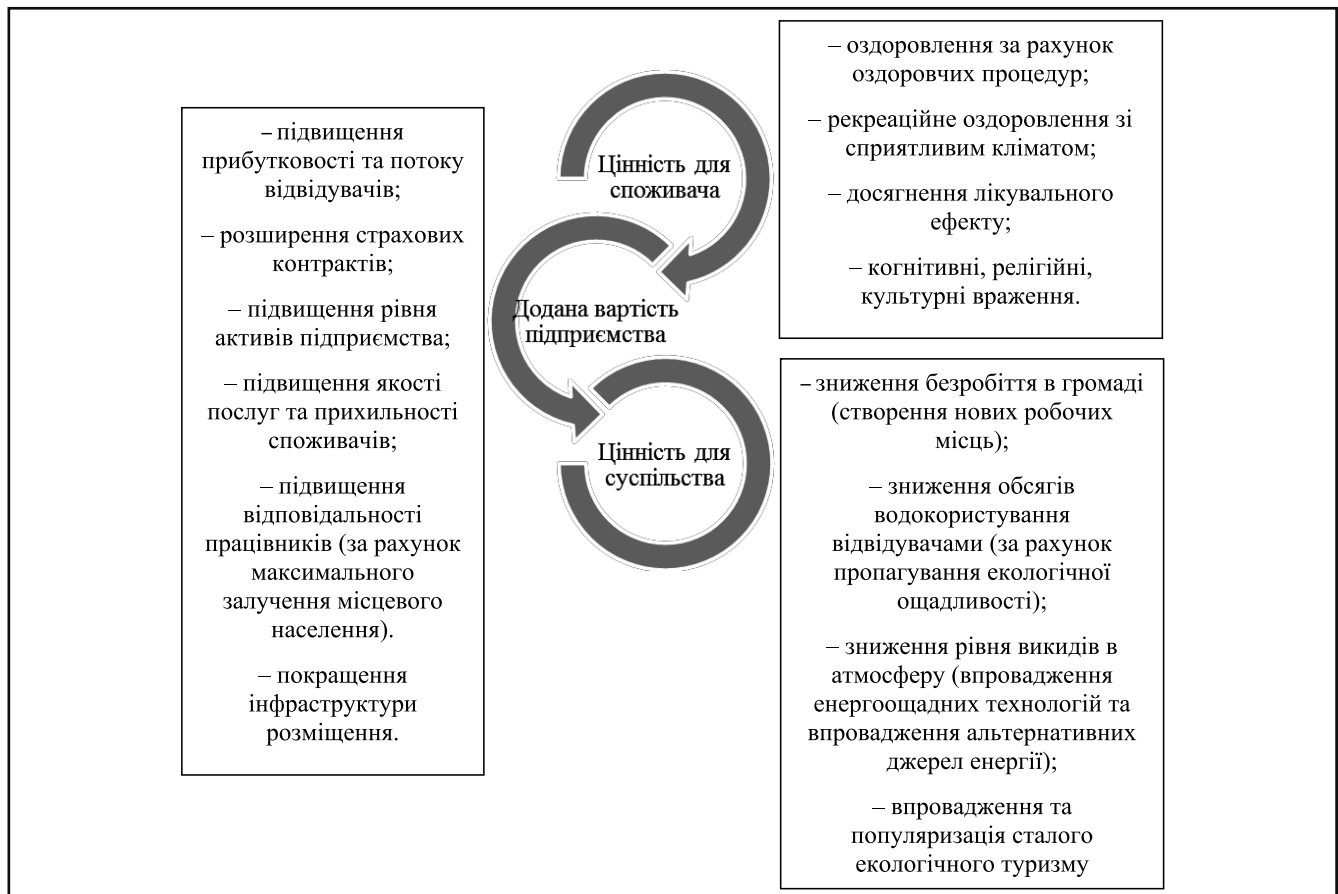 – підвищення
прибутковості та потоку
відвідувачів;
– розширення страхових
контрактів;
– підвищення рівня
активів підприємства;
– підвищення якості
послуг та прихильності
споживачів;
– підвищення
відповідальності
працівників (за рахунок
максимального
залучення місцевого
населення).
– покращення
інфраструктури
розміщення.
Цінність для
споживача
Додана вартість
підприємства
Цінність для
суспільства
– оздоровлення за рахунок
оздоровчих процедур;
– рекреаційне оздоровлення зі
сприятливим кліматом;
– досягнення лікувального
ефекту;
– когнітивні, релігійні,
культурні враження.
– зниження безробіття в громаді
(створення нових робочих
місць);
– зниження обсягів
водокористування
відвідувачами (за рахунок
пропагування екологічної
ощадливості);
– зниження рівня викидів в
атмосферу (впровадження
енергоощадних технологій та
впровадження альтернативних
джерел енергії);
– впровадження та
популяризація сталого
екологічного туризму